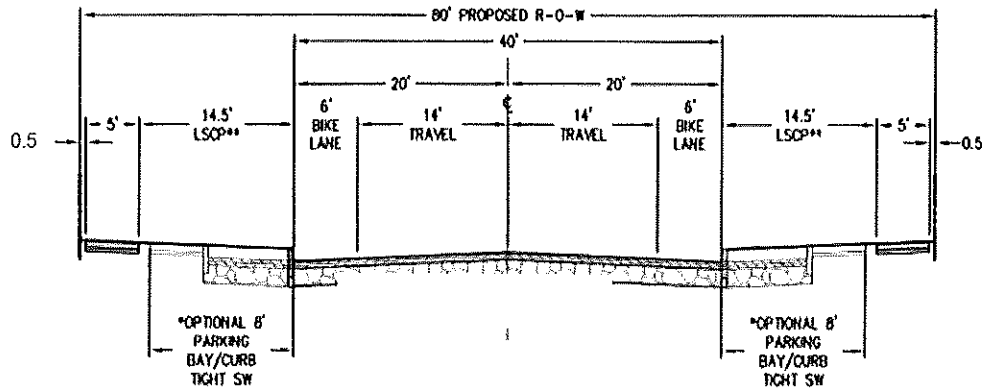 80' PROPOSED R-O-W
40'
20' 20'
5' 14.5' LSCP** 6' BIKE LANE 14' TRAVEL ℄ 14' TRAVEL 6' BIKE LANE 14.5' LSCP** 5'
0.5 0.5
*OPTIONAL 8'
PARKING
BAY/CURB
TIGHT SW
*OPTIONAL 8'
PARKING
BAY/CURB
TIGHT SW